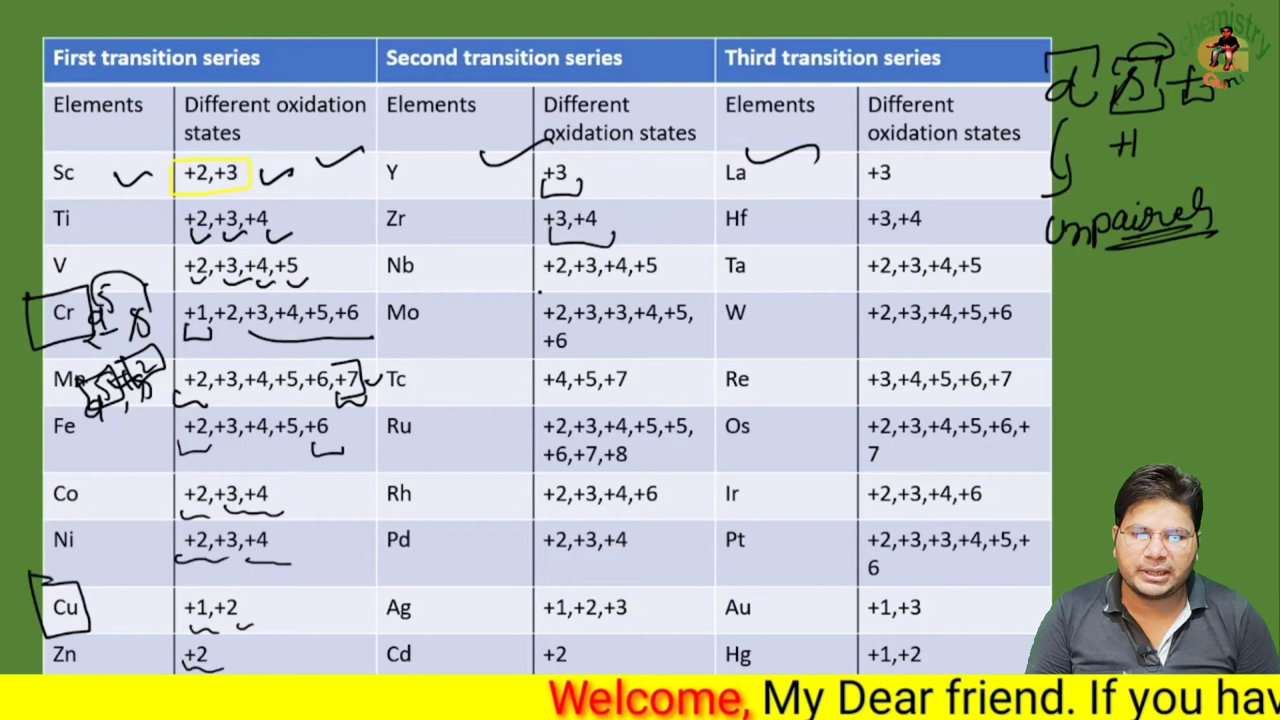 First transition series Second transition series Third transition series
Elements Different oxidation states Elements Different oxidation states Elements Different oxidation states
Sc +2,+3 Y +3 La +3
Ti +2,+3,+4 Zr +3,+4 Hf +3,+4
V +2,+3,+4,+5 Nb +2,+3,+4,+5 Ta +2,+3,+4,+5
Cr +1,+2,+3,+4,+5,+6 Mo +2,+3,+3,+4,+5,+6 W +2,+3,+4,+5,+6
Mn +2,+3,+4,+5,+6,+7 Tc +4,+5,+7 Re +3,+4,+5,+6,+7
Fe +2,+3,+4,+5,+6 Ru +2,+3,+4,+5,+5,+6,+7,+8 Os +2,+3,+4,+5,+6,+7
Co +2,+3,+4 Rh +2,+3,+4,+6 Ir +2,+3,+4,+6
Ni +2,+3,+4 Pd +2,+3,+4 Pt +2,+3,+3,+4,+5,+6
Cu +1,+2 Ag +1,+2,+3 Au +1,+3
Zn +2 Cd +2 Hg +1,+2
chemistry
Guru
unpaired
Welcome, My Dear friend. If you hav